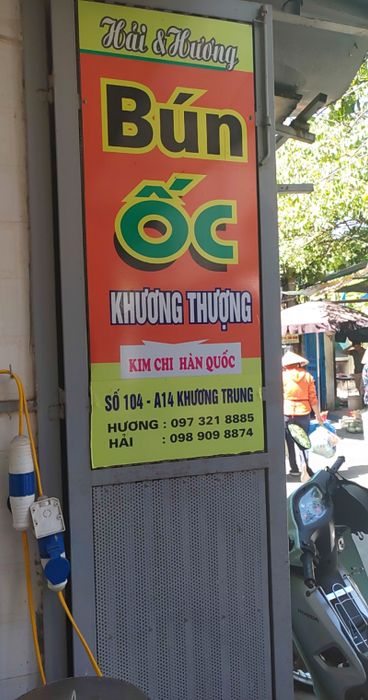 Hải & Hương
Bún
ỐC
KHƯƠNG THƯỢNG
KIM CHI HÀN QUỐC
SỐ 104 - A14 KHƯƠNG TRUNG
HƯƠNG : 097 321 8885
HẢI : 098 909 8874
HONDA